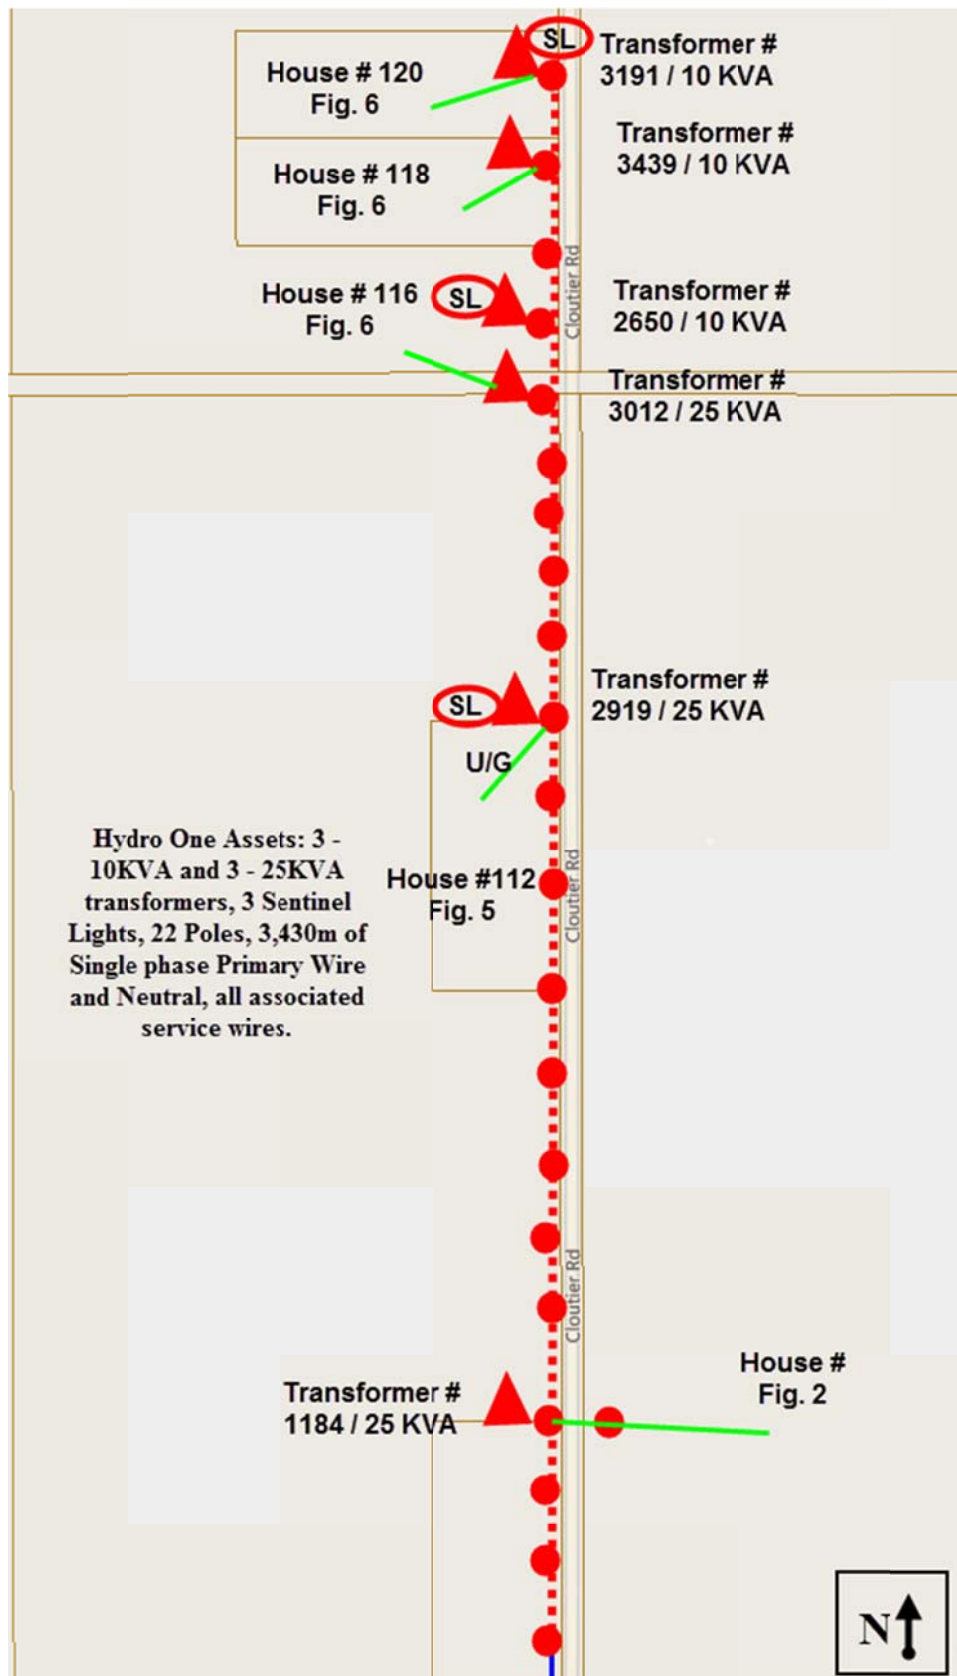 SL
Transformer #
3191 / 10 KVA
House # 120
Fig. 6
Transformer #
3439 / 10 KVA
House # 118
Fig. 6
Cloutier Rd
House # 116
Fig. 6
SL
Transformer #
2650 / 10 KVA
Transformer #
3012 / 25 KVA
Transformer #
2919 / 25 KVA
SL
U/G
Hydro One Assets: 3 -
10KVA and 3 - 25KVA
transformers, 3 Sentinel
Lights, 22 Poles, 3,430m of
Single phase Primary Wire
and Neutral, all associated
service wires.
House #112
Fig. 5
Cloutier Rd
Cloutier Rd
House #
Fig. 2
Transformer #
1184 / 25 KVA
N